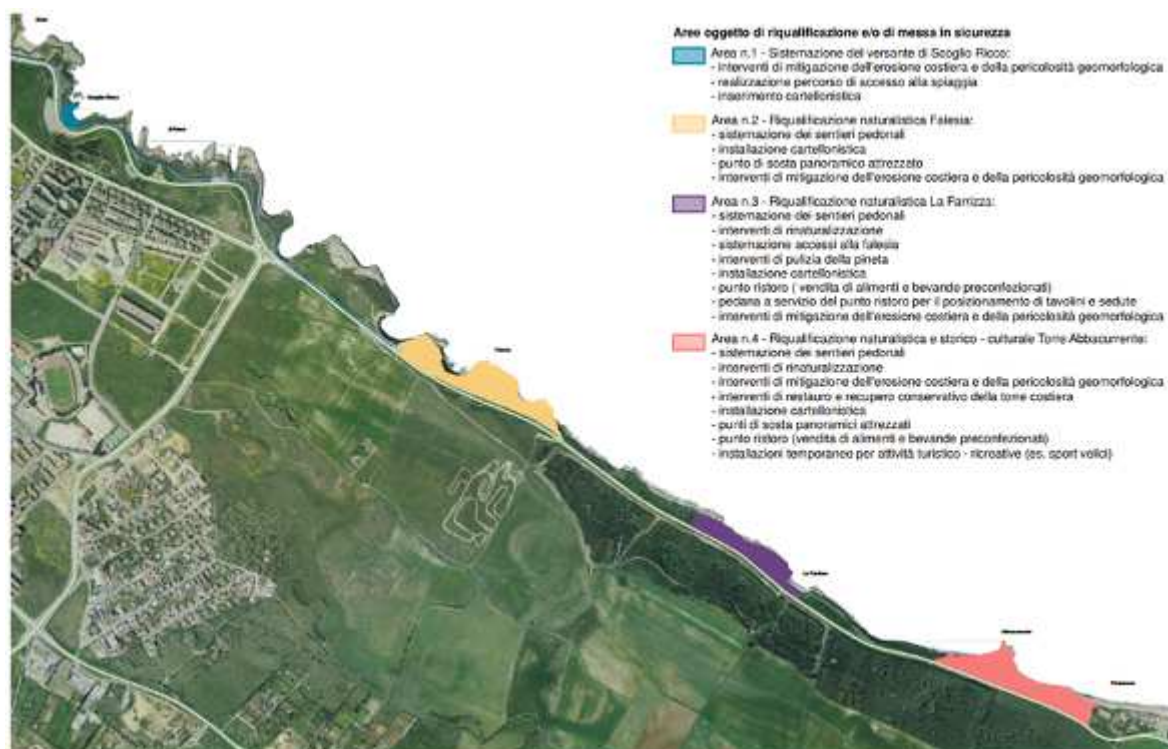 Aree oggetto di riqualificazione e/o di messa in sicurezza
Area n.1 - Sistemazione del versante di Scoglio Ricco:
- interventi di mitigazione dell'erosione costiera e della pericolosità geomorfologica
- realizzazione percorso di accesso alla spiaggia
- inserimento cartellonistica
Area n.2 - Riqualificazione naturalistica Falesia:
- sistemazione dei sentieri pedonali
- installazione cartellonistica
- punto di sosta panoramico attrezzato
- interventi di mitigazione dell'erosione costiera e della pericolosità geomorfologica
Area n.3 - Riqualificazione naturalistica La Farrizza:
- sistemazione dei sentieri pedonali
- interventi di rinaturalizzazione
- sistemazione accessi alla falesia
- interventi di pulizia della pineta
- installazione cartellonistica
- punto ristoro ( vendita di alimenti e bevande preconfezionati)
- pedana a servizio del punto ristoro per il posizionamento di tavolini e sedute
- interventi di mitigazione dell'erosione costiera e della pericolosità geomorfologica
Area n.4 - Riqualificazione naturalistica e storico - culturale Torre Abbacurrente:
- sistemazione dei sentieri pedonali
- interventi di rinaturalizzazione
- interventi di mitigazione dell'erosione costiera e della pericolosità geomorfologica
- interventi di restauro e recupero conservativo della torre costiera
- installazione cartellonistica
- punti di sosta panoramici attrezzati
- punto ristoro (vendita di alimenti e bevande preconfezionati)
- installazioni temporanee per attività turistico - ricreative (es. sport velici)